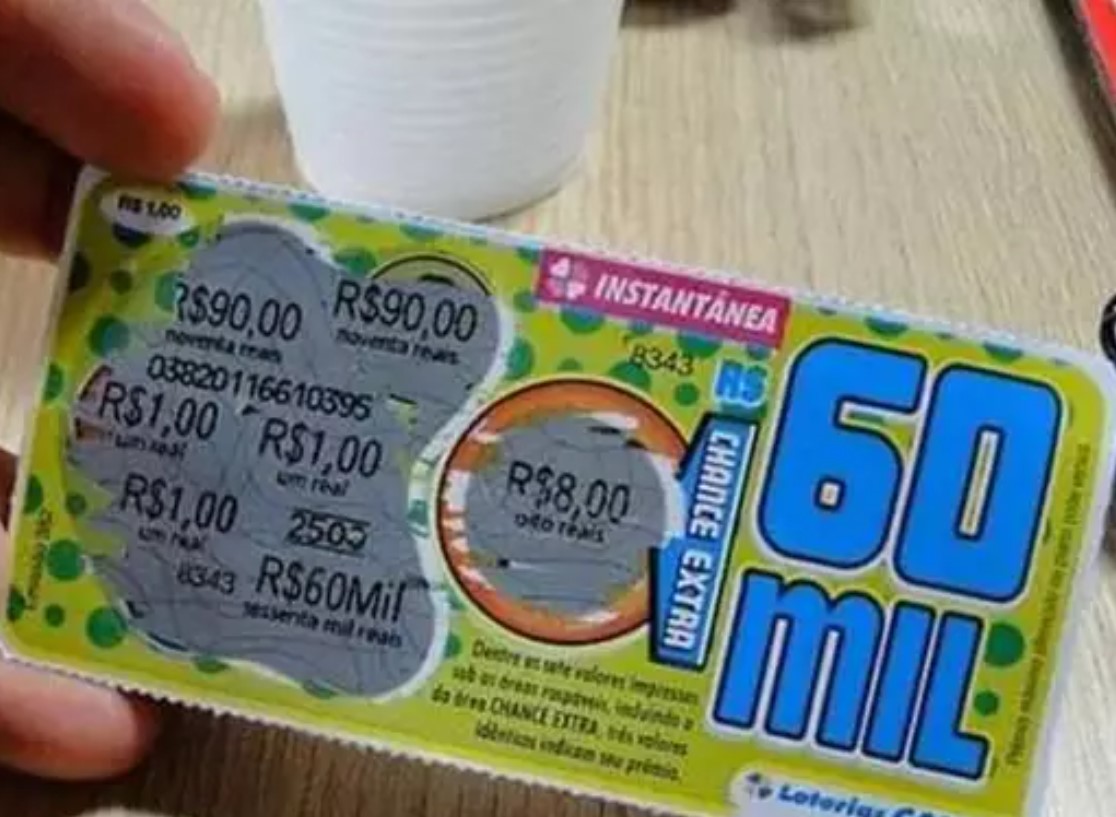 R$ 1,00
R$90,00
noventa reais
R$90,00
noventa reais
03820116610395
R$1,00
um real
R$1,00
um real
R$1,00
um real
2503
8343
R$60Mil
sessenta mil reais
INSTANTÂNEA
8343
R$
60
MIL
R$8,00
oito reais
CHANCE EXTRA
Dentre os sete valores impressos
sob as áreas raspáveis, incluindo a
da área CHANCE EXTRA, três valores
idênticos indicam seu prêmio.
Loterias